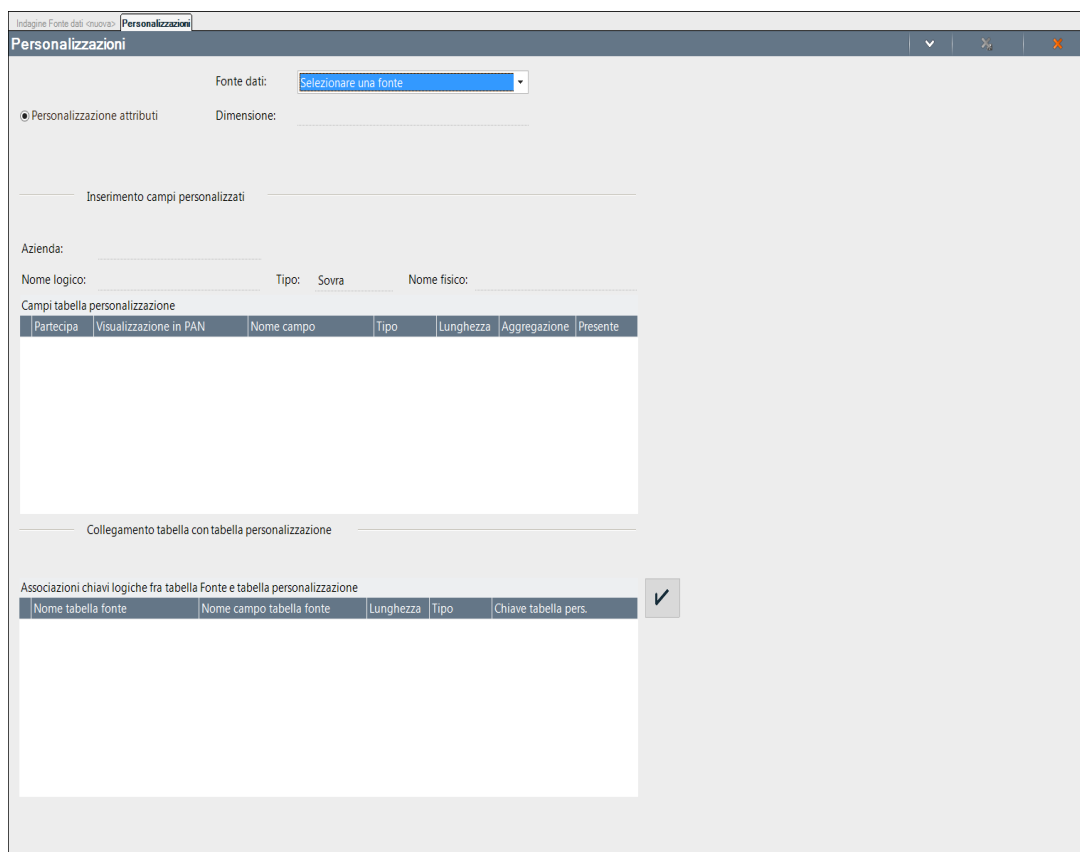 Indagine Fonte dati <nuova> Personalizzazioni
Personalizzazioni
Fonte dati: Selezionare una fonte
Personalizzazione attributi Dimensione:
Inserimento campi personalizzati
Azienda:
Nome logico: Tipo: Sovra Nome fisico:
Campi tabella personalizzazione
Partecipa Visualizzazione in PAN Nome campo Tipo Lunghezza Aggregazione Presente
Collegamento tabella con tabella personalizzazione
Associazioni chiavi logiche fra tabella Fonte e tabella personalizzazione
Nome tabella fonte Nome campo tabella fonte Lunghezza Tipo Chiave tabella pers.